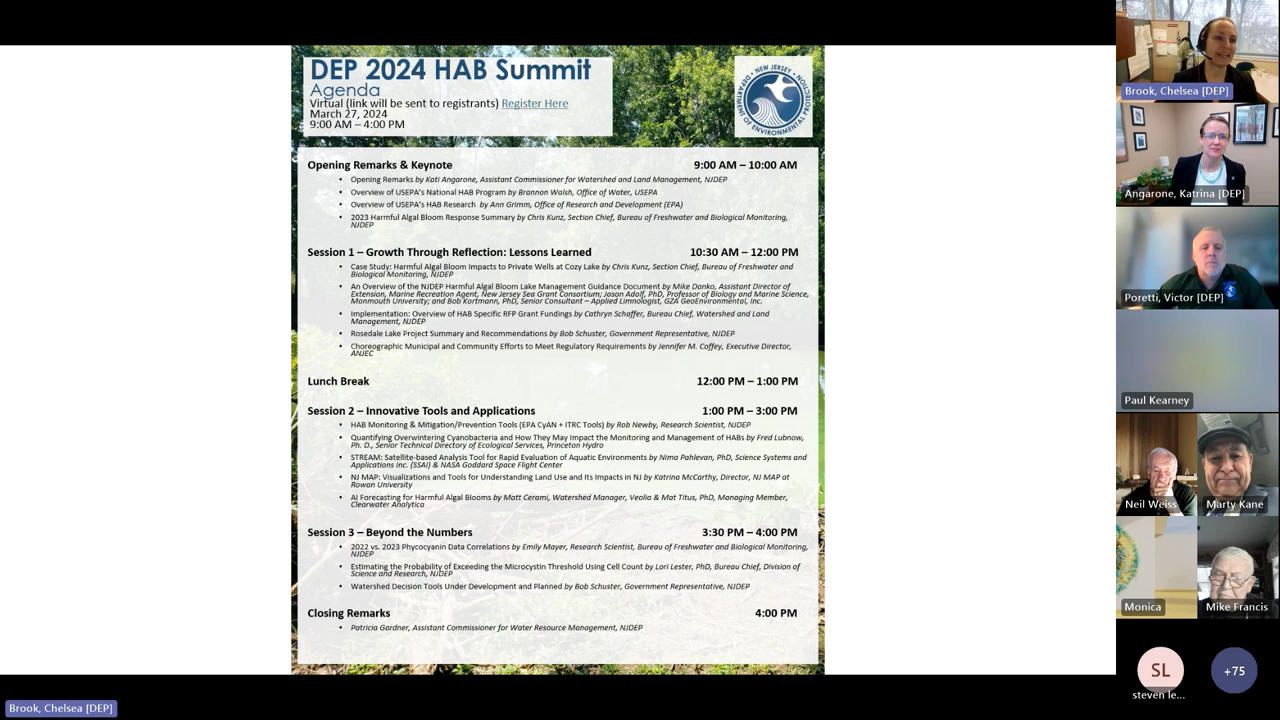 DEP 2024 HAB Summit
Agenda
Virtual (link will be sent to registrants) Register Here
March 27, 2024
9:00 AM – 4:00 PM
NEW JERSEY
DEPARTMENT OF ENVIRONMENTAL PROTECTION
Opening Remarks & Keynote 9:00 AM – 10:00 AM
• Opening Remarks by Kati Angarone, Assistant Commissioner for Watershed and Land Management, NJDEP
• Overview of USEPA's National HAB Program by Brannon Walsh, Office of Water, USEPA
• Overview of USEPA's HAB Research by Ann Grimm, Office of Research and Development (EPA)
• 2023 Harmful Algal Bloom Response Summary by Chris Kunz, Section Chief, Bureau of Freshwater and Biological Monitoring,
NJDEP
Session 1 – Growth Through Reflection: Lessons Learned 10:30 AM – 12:00 PM
• Case Study: Harmful Algal Bloom Impacts to Private Wells at Cozy Lake by Chris Kunz, Section Chief, Bureau of Freshwater and
Biological Monitoring, NJDEP
• An Overview of the NJDEP Harmful Algal Bloom Lake Management Guidance Document by Mike Danko, Assistant Director of
Extension, Marine Recreation Agent, New Jersey Sea Grant Consortium; Jason Adolf, PhD, Professor of Biology and Marine Science,
Monmouth University; and Bob Kortmann, PhD, Senior Consultant – Applied Limnologist, GZA GeoEnvironmental, Inc.
• Implementation: Overview of HAB Specific RFP Grant Fundings by Cathryn Schaffer, Bureau Chief, Watershed and Land
Management, NJDEP
• Rosedale Lake Project Summary and Recommendations by Bob Schuster, Government Representative, NJDEP
• Choreographic Municipal and Community Efforts to Meet Regulatory Requirements by Jennifer M. Coffey, Executive Director,
ANJEC
Lunch Break 12:00 PM – 1:00 PM
Session 2 – Innovative Tools and Applications 1:00 PM – 3:00 PM
• HAB Monitoring & Mitigation/Prevention Tools (EPA CyAN + ITRC Tools) by Rob Newby, Research Scientist, NJDEP
• Quantifying Overwintering Cyanobacteria and How They May Impact the Monitoring and Management of HABs by Fred Lubnow,
Ph. D., Senior Technical Directory of Ecological Services, Princeton Hydro
• STREAM: Satellite-based Analysis Tool for Rapid Evaluation of Aquatic Environments by Nima Pahlevan, PhD, Science Systems and
Applications Inc. (SSAI) & NASA Goddard Space Flight Center
• NJ MAP: Visualizations and Tools for Understanding Land Use and Its Impacts in NJ by Katrina McCarthy, Director, NJ MAP at
Rowan University
• AI Forecasting for Harmful Algal Blooms by Matt Cerami, Watershed Manager, Veolia & Mat Titus, PhD, Managing Member,
Clearwater Analytica
Session 3 – Beyond the Numbers 3:30 PM – 4:00 PM
• 2022 vs. 2023 Phycocyanin Data Correlations by Emily Mayer, Research Scientist, Bureau of Freshwater and Biological Monitoring,
NJDEP
• Estimating the Probability of Exceeding the Microcystin Threshold Using Cell Count by Lori Lester, PhD, Bureau Chief, Division of
Science and Research, NJDEP
• Watershed Decision Tools Under Development and Planned by Bob Schuster, Government Representative, NJDEP
Closing Remarks 4:00 PM
• Patricia Gardner, Assistant Commissioner for Water Resource Management, NJDEP
Brook, Chelsea [DEP]
Brook, Chelsea [DEP]
Angarone, Katrina [DEP]
Poretti, Victor [DEP]
Paul Kearney
Neil Weiss
Marty Kane
Monica
Mike Francis
SL
+75
steven le...